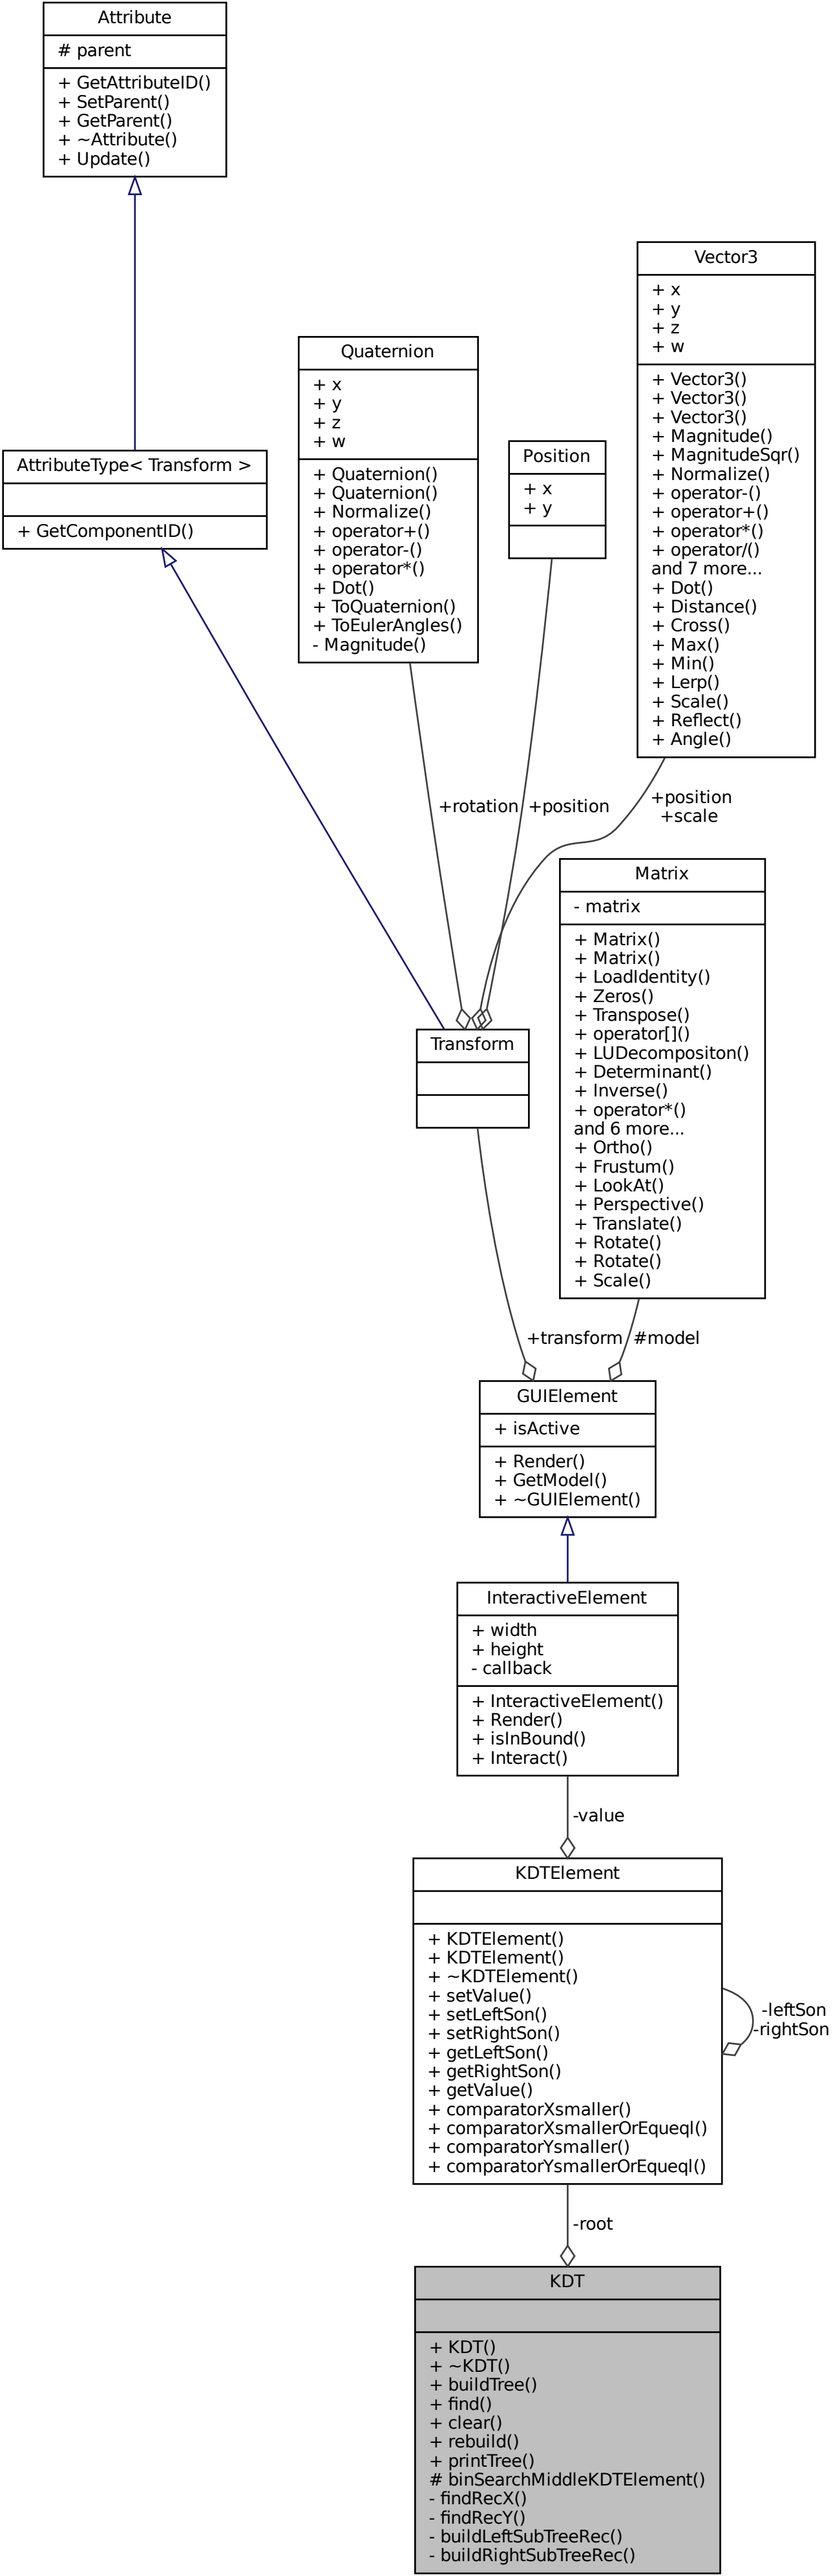 Attribute
# parent
+ GetAttributeID()
+ SetParent()
+ GetParent()
+ ~Attribute()
+ Update()
Vector3
+ x
+ y
+ z
+ w
+ Vector3()
+ Vector3()
+ Vector3()
+ Magnitude()
+ MagnitudeSqr()
+ Normalize()
+ operator-()
+ operator+()
+ operator*()
+ operator/()
and 7 more...
+ Dot()
+ Distance()
+ Cross()
+ Max()
+ Min()
+ Lerp()
+ Scale()
+ Reflect()
+ Angle()
Quaternion
+ x
+ y
+ z
+ w
+ Quaternion()
+ Quaternion()
+ Normalize()
+ operator+()
+ operator-()
+ operator*()
+ Dot()
+ ToQuaternion()
+ ToEulerAngles()
- Magnitude()
Position
+ x
+ y
AttributeType< Transform >
+ GetComponentID()
+rotation
+position
+position
+scale
Matrix
- matrix
+ Matrix()
+ Matrix()
+ LoadIdentity()
+ Zeros()
+ Transpose()
+ operator[]()
+ LUDecompositon()
+ Determinant()
+ Inverse()
+ operator*()
and 6 more...
+ Ortho()
+ Frustum()
+ LookAt()
+ Perspective()
+ Translate()
+ Rotate()
+ Rotate()
+ Scale()
Transform
+transform
#model
GUIElement
+ isActive
+ Render()
+ GetModel()
+ ~GUIElement()
InteractiveElement
+ width
+ height
- callback
+ InteractiveElement()
+ Render()
+ isInBound()
+ Interact()
-value
KDTElement
+ KDTElement()
+ KDTElement()
+ ~KDTElement()
+ setValue()
+ setLeftSon()
+ setRightSon()
+ getLeftSon()
+ getRightSon()
+ getValue()
+ comparatorXsmaller()
+ comparatorXsmallerOrEqueql()
+ comparatorYsmaller()
+ comparatorYsmallerOrEqueql()
-leftSon
-rightSon
-root
KDT
+ KDT()
+ ~KDT()
+ buildTree()
+ find()
+ clear()
+ rebuild()
+ printTree()
# binSearchMiddleKDTElement()
- findRecX()
- findRecY()
- buildLeftSubTreeRec()
- buildRightSubTreeRec()